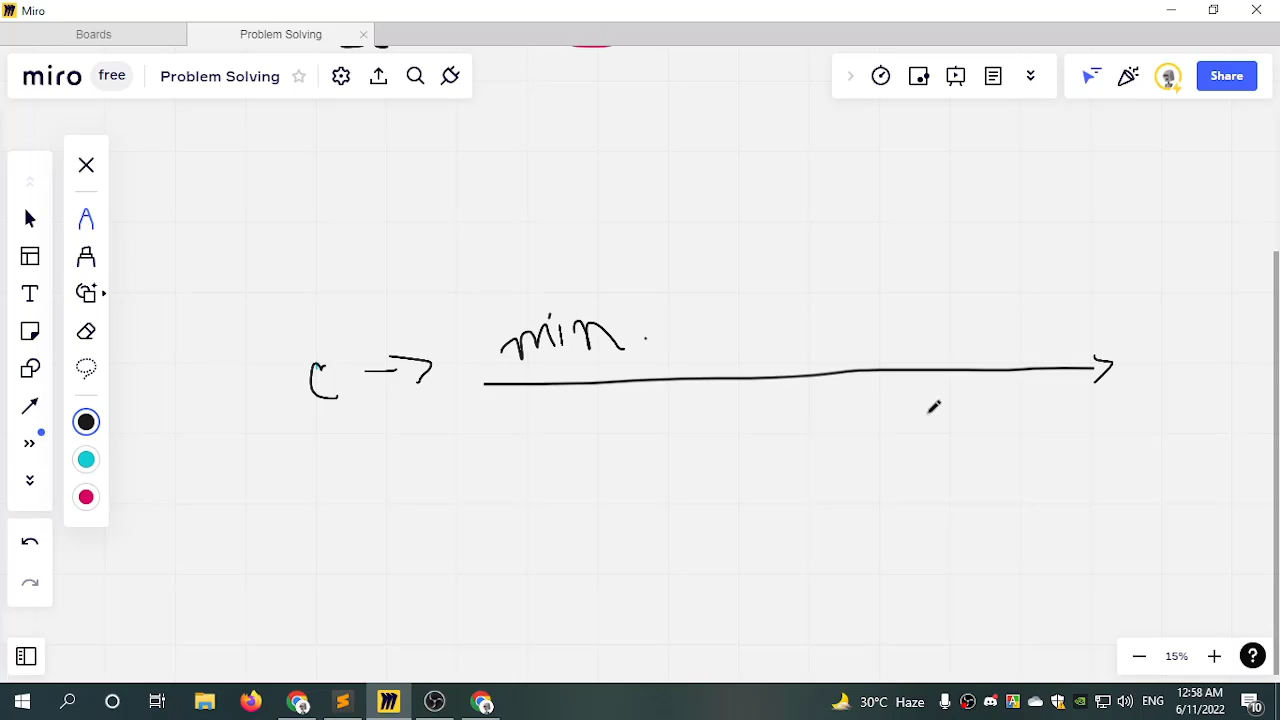 Miro
Boards
Problem Solving
miro free Problem Solving
Share
min.
C →
15%
30°C Haze
ENG
12:58 AM
6/11/2022
10